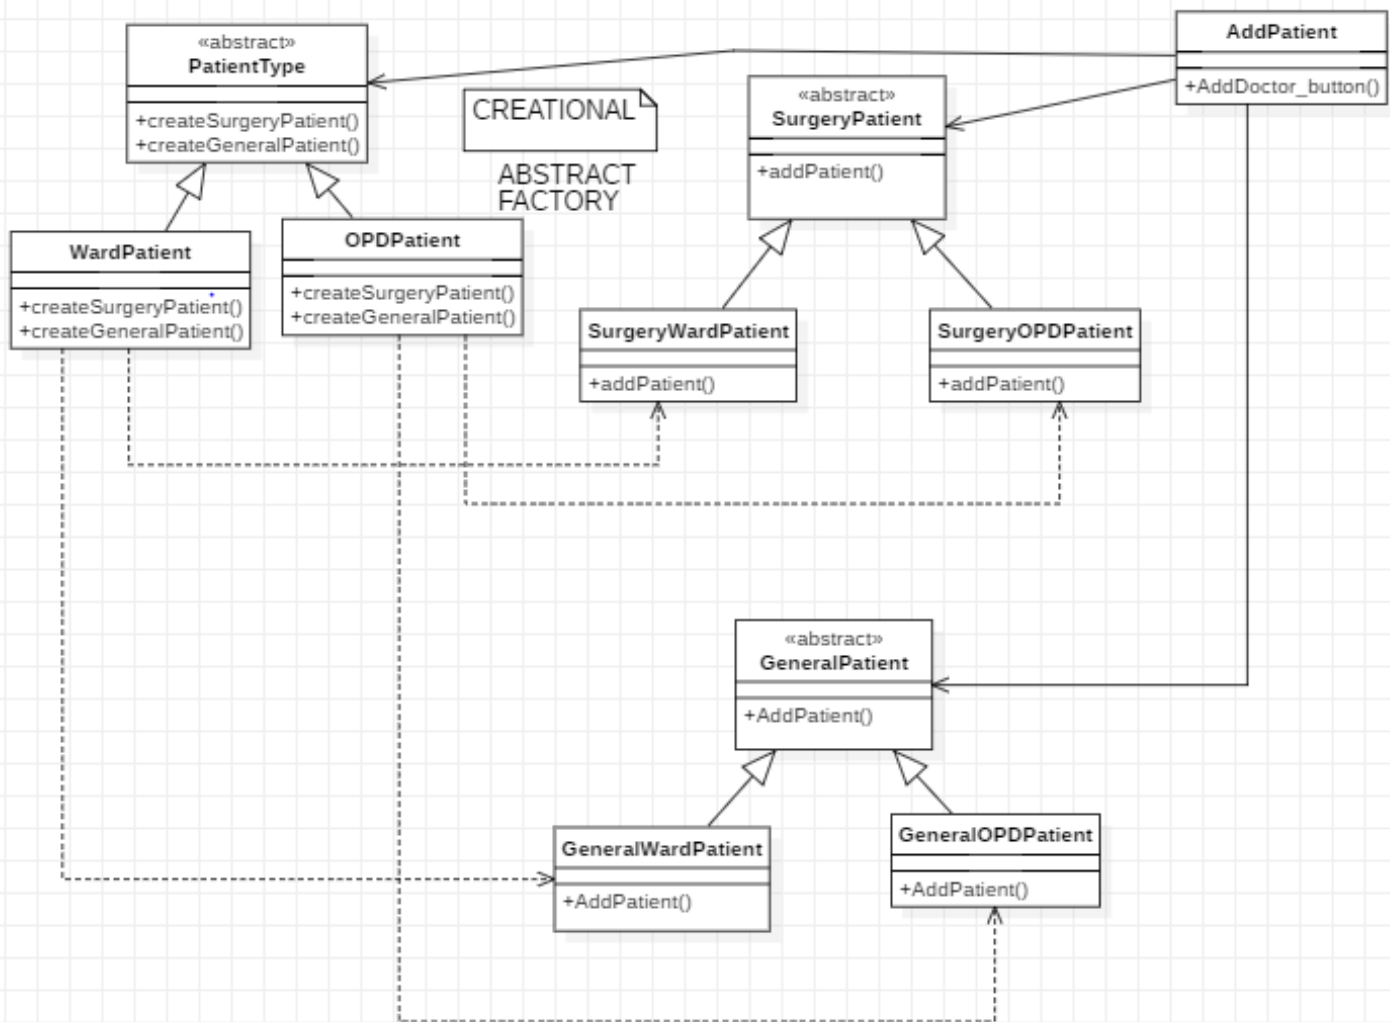 «abstract»
PatientType
+createSurgeryPatient()
+createGeneralPatient()
CREATIONAL
ABSTRACT
FACTORY
«abstract»
SurgeryPatient
+addPatient()
AddPatient
+AddDoctor_button()
WardPatient
+createSurgeryPatient()
+createGeneralPatient()
OPDPatient
+createSurgeryPatient()
+createGeneralPatient()
SurgeryWardPatient
+addPatient()
SurgeryOPDPatient
+addPatient()
«abstract»
GeneralPatient
+AddPatient()
GeneralWardPatient
+AddPatient()
GeneralOPDPatient
+AddPatient()